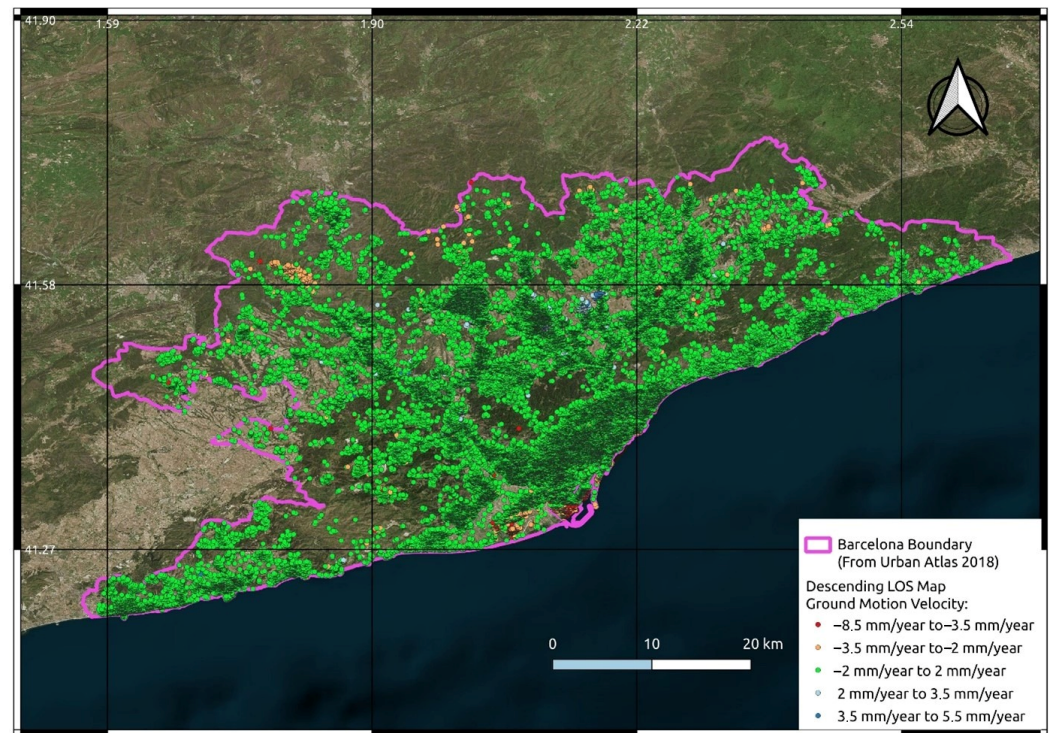 41.90
1.59
1.90
2.22
2.54
41.58
41.27
0
10
20 km
Barcelona Boundary
(From Urban Atlas 2018)
Descending LOS Map
Ground Motion Velocity:
−8.5 mm/year to−3.5 mm/year
−3.5 mm/year to−2 mm/year
−2 mm/year to 2 mm/year
2 mm/year to 3.5 mm/year
3.5 mm/year to 5.5 mm/year